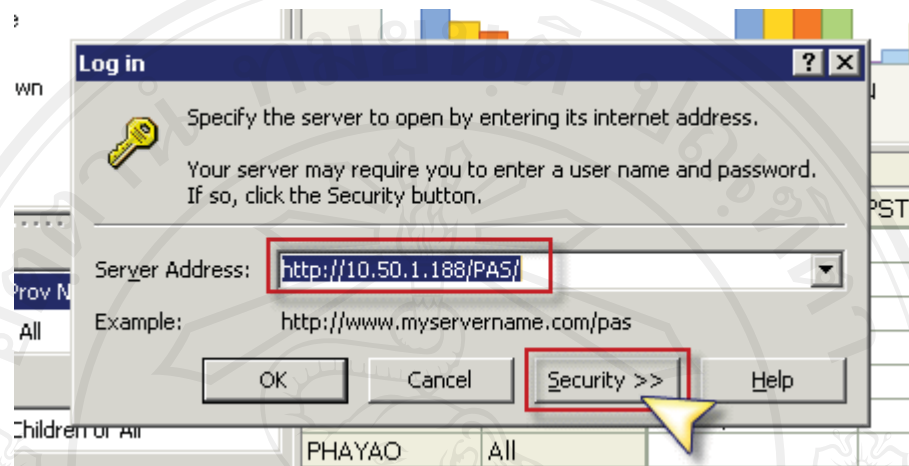 wn
Log in
Specify the server to open by entering its internet address.
Your server may require you to enter a user name and password.
If so, click the Security button.
PST
Server Address: http://10.50.1.188/PAS/
Prov N
All
Example: http://www.myservername.com/pas
OK Cancel Security >> Help
Children of All
PHAYAO All